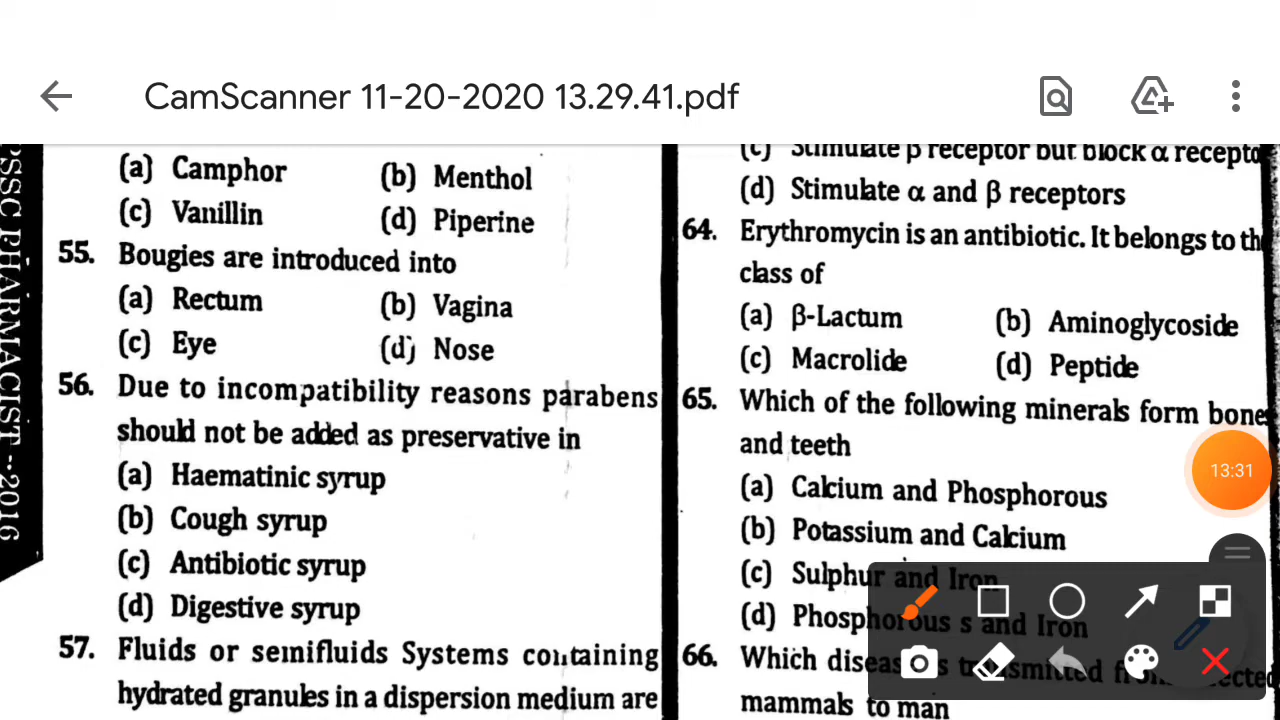 CamScanner 11-20-2020 13.29.41.pdf
PSSC PHARMACIST--2016
(a) Camphor (b) Menthol
(c) Vanillin (d) Piperine
55. Bougies are introduced into
(a) Rectum (b) Vagina
(c) Eye (d) Nose
56. Due to incompatibility reasons parabens
should not be added as preservative in
(a) Haematinic syrup
(b) Cough syrup
(c) Antibiotic syrup
(d) Digestive syrup
57. Fluids or semifluids Systems containing
hydrated granules in a dispersion medium are
(c) Stimulate β receptor but block α recepto
(d) Stimulate α and β receptors
64. Erythromycin is an antibiotic. It belongs to th
class of
(a) β-Lactum (b) Aminoglycoside
(c) Macrolide (d) Peptide
65. Which of the following minerals form bones
and teeth
(a) Calcium and Phosphorous
(b) Potassium and Calcium
(c) Sulphur and Iron
(d) Phosphorous s and Iron
66. Which diseas s transmitted ected
mammals to man
13:31